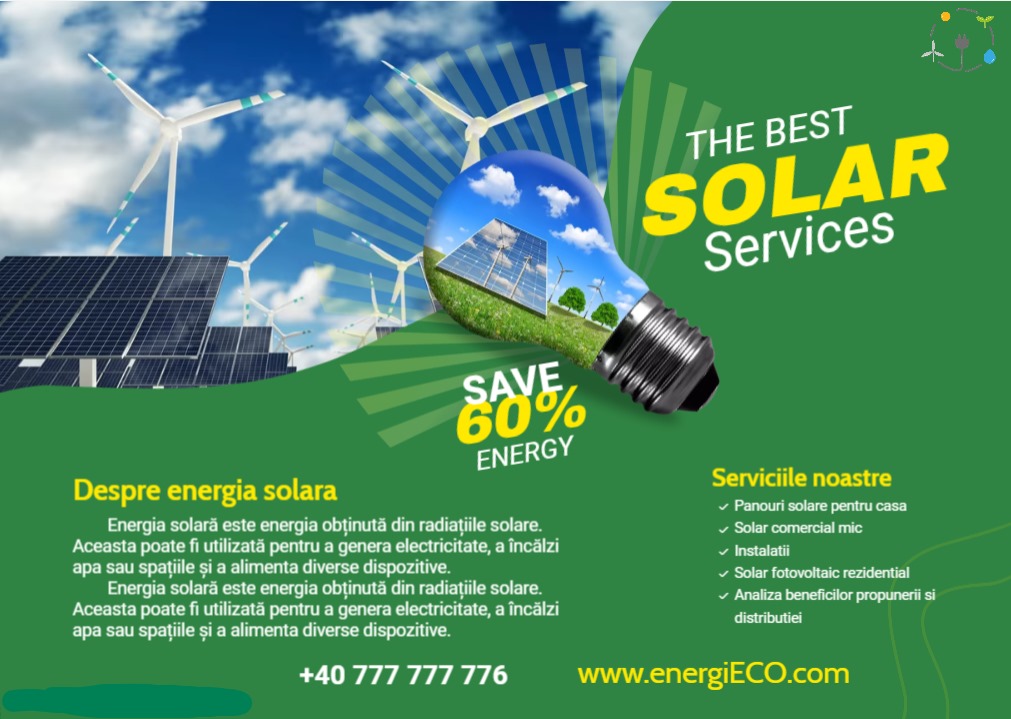 THE BEST
SOLAR
Services
SAVE
60%
ENERGY
Despre energia solara
Energia solară este energia obținută din radiațiile solare.
Aceasta poate fi utilizată pentru a genera electricitate, a încălzi
apa sau spațiile și a alimenta diverse dispozitive.
Energia solară este energia obținută din radiațiile solare.
Aceasta poate fi utilizată pentru a genera electricitate, a încălzi
apa sau spațiile și a alimenta diverse dispozitive.
Serviciile noastre
Panouri solare pentru casa
Solar comercial mic
Instalatii
Solar fotovoltaic rezidential
Analiza beneficilor propunerii si
distributiei
+40 777 777 776
www.energiECO.com